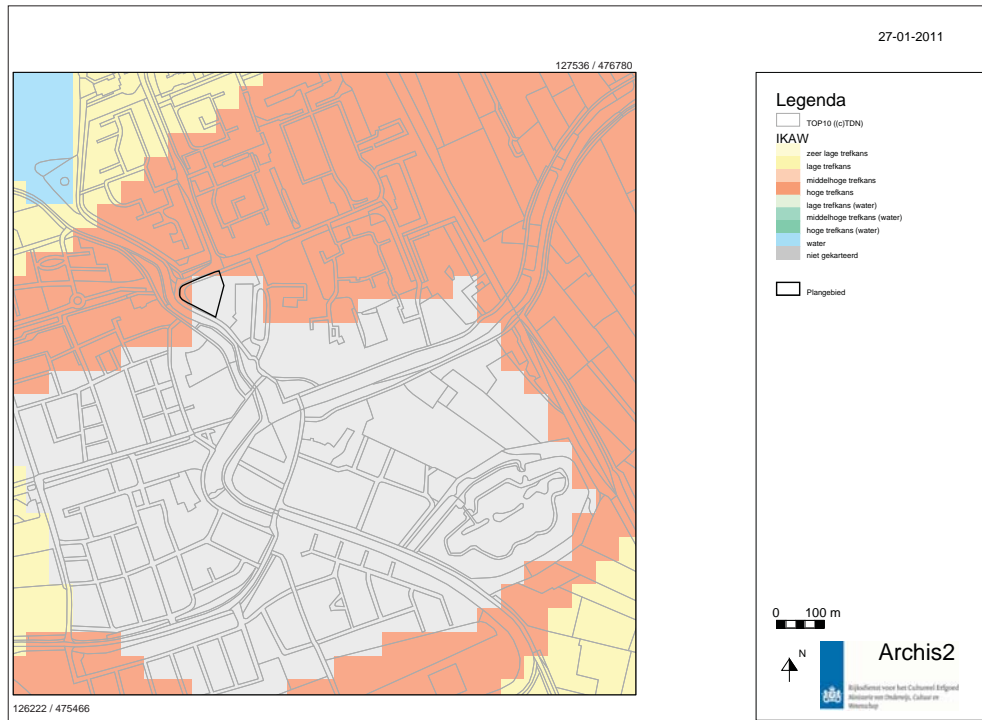 27-01-2011
127536 / 476780
Legenda
TOP10 ((c)TDN)
IKAW
zeer lage trefkans
lage trefkans
middelhoge trefkans
hoge trefkans
lage trefkans (water)
middelhoge trefkans (water)
hoge trefkans (water)
water
niet gekarteerd
Plangebied
0 100 m
N
Archis2
Rijksdienst voor het Cultureel Erfgoed
Ministerie van Onderwijs, Cultuur en
Wetenschap
126222 / 475466